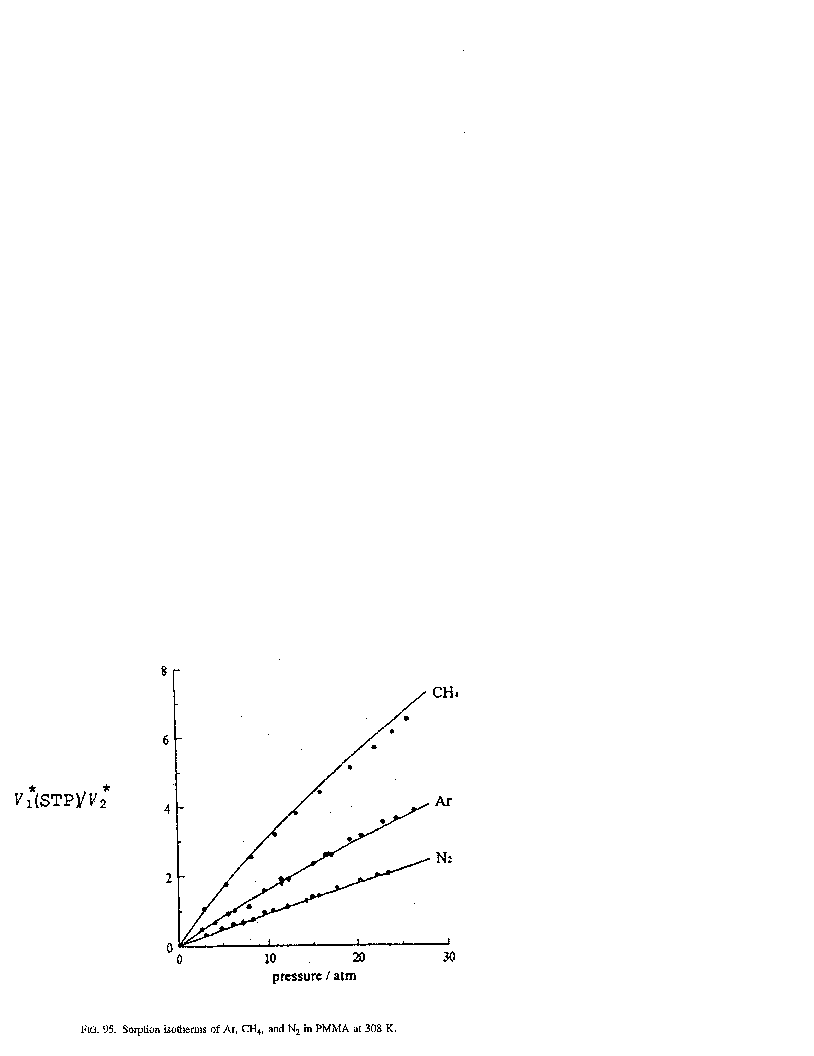 8
CH₄
6
V₁*(STP)/V₂*
4
Ar
N₂
2
0
0 10 20 30
pressure / atm
FIG. 95. Sorption isotherms of Ar, CH₄, and N₂ in PMMA at 308 K.